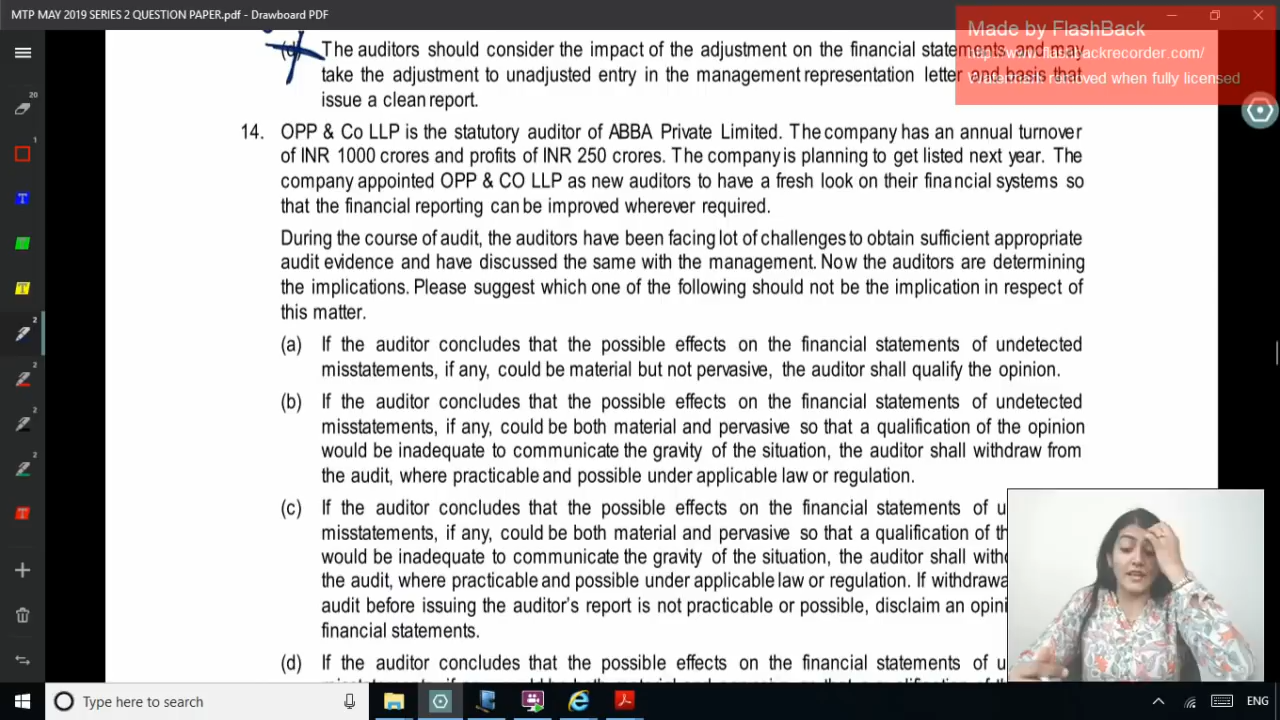 MTP MAY 2019 SERIES 2 QUESTION PAPER.pdf - Drawboard PDF
Made by FlashBack
http://www.flashbackrecorder.com/
Watermark removed when fully licensed
The auditors should consider the impact of the adjustment on the financial statements and may
take the adjustment to unadjusted entry in the management representation letter and basis that
issue a clean report.
14. OPP & Co LLP is the statutory auditor of ABBA Private Limited. The company has an annual turnover
of INR 1000 crores and profits of INR 250 crores. The company is planning to get listed next year. The
company appointed OPP & CO LLP as new auditors to have a fresh look on their financial systems so
that the financial reporting can be improved wherever required.
During the course of audit, the auditors have been facing lot of challenges to obtain sufficient appropriate
audit evidence and have discussed the same with the management. Now the auditors are determining
the implications. Please suggest which one of the following should not be the implication in respect of
this matter.
(a) If the auditor concludes that the possible effects on the financial statements of undetected
misstatements, if any, could be material but not pervasive, the auditor shall qualify the opinion.
(b) If the auditor concludes that the possible effects on the financial statements of undetected
misstatements, if any, could be both material and pervasive so that a qualification of the opinion
would be inadequate to communicate the gravity of the situation, the auditor shall withdraw from
the audit, where practicable and possible under applicable law or regulation.
(c) If the auditor concludes that the possible effects on the financial statements of u
misstatements, if any, could be both material and pervasive so that a qualification of th
would be inadequate to communicate the gravity of the situation, the auditor shall withd
the audit, where practicable and possible under applicable law or regulation. If withdrawa
audit before issuing the auditor's report is not practicable or possible, disclaim an opini
financial statements.
(d) If the auditor concludes that the possible effects on the financial statements of u
Type here to search
ENG